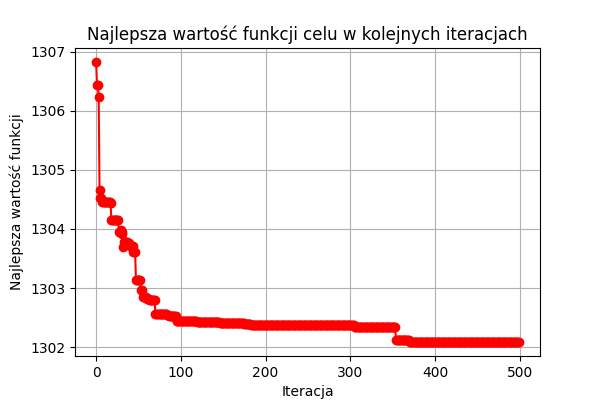 Najlepsza wartość funkcji celu w kolejnych iteracjach
1307
1306
1305
1304
1303
1302
Najlepsza wartość funkcji
0 100 200 300 400 500
Iteracja